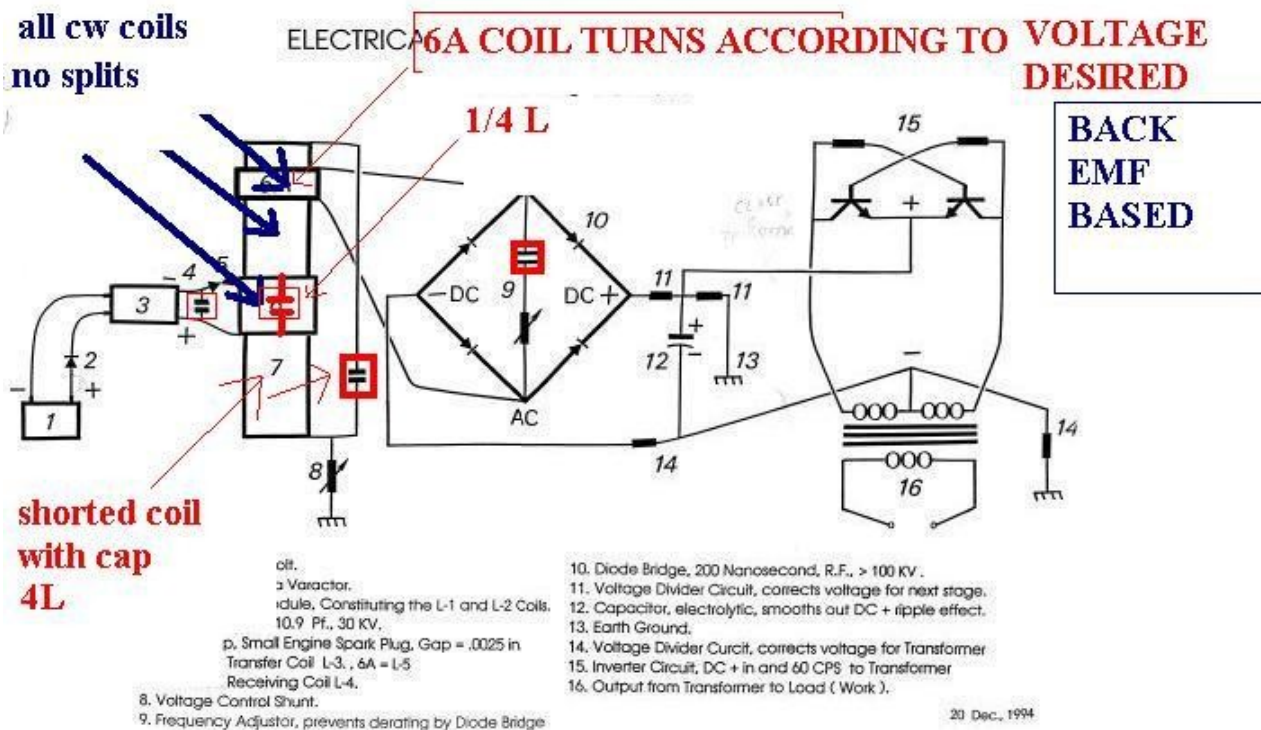 all cw coils
no splits
ELECTRICA
6A COIL TURNS ACCORDING TO
VOLTAGE
DESIRED
1/4 L
15
BACK
EMF
BASED
+
10
- 4
5
3
- DC
9
DC +
11
11
+
2
+
7
12
+
-
13
-
-
1
+
AC
8
14
14
16
shorted coil
with cap
4L
olt.
a Varactor.
dule, Constituting the L-1 and L-2 Coils.
10.9 Pf., 30 KV.
p, Small Engine Spark Plug, Gap = .0025 in
Transfer Coil L-3. , 6A = L-5
Receiving Coil L-4.
8. Voltage Control Shunt.
9. Frequency Adjustor, prevents derating by Diode Bridge
10. Diode Bridge, 200 Nanosecond, R.F., > 100 KV.
11. Voltage Divider Circuit, corrects voltage for next stage.
12. Capacitor, electrolytic, smooths out DC + ripple effect.
13. Earth Ground.
14. Voltage Divider Curcit, corrects voltage for Transformer
15. Inverter Circuit, DC + in and 60 CPS to Transformer
16. Output from Transformer to Load ( Work ).
20 Dec., 1994